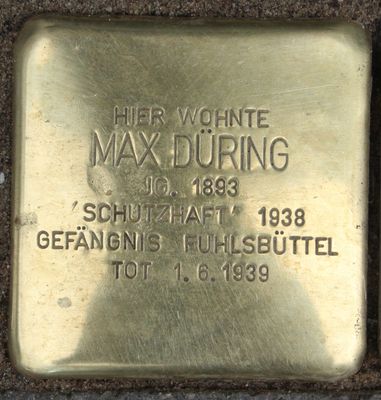 HIER WOHNTE
MAX DÜRING
JG. 1893
'SCHUTZHAFT' 1938
GEFÄNGNIS FUHLSBÜTTEL
TOT 1.6.1939